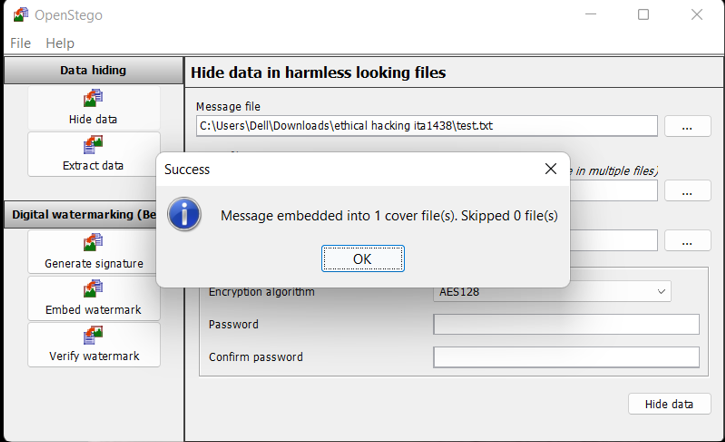 OpenStego
File Help
Data hiding
Hide data
Extract data
Digital watermarking (Be
Generate signature
Embed watermark
Verify watermark
Hide data in harmless looking files
Message file
C:\Users\Dell\Downloads\ethical hacking ita1438\test.txt
...
in multiple files)
...
...
Success
Message embedded into 1 cover file(s). Skipped 0 file(s)
OK
Encryption algorithm
AES128
Password
Confirm password
Hide data